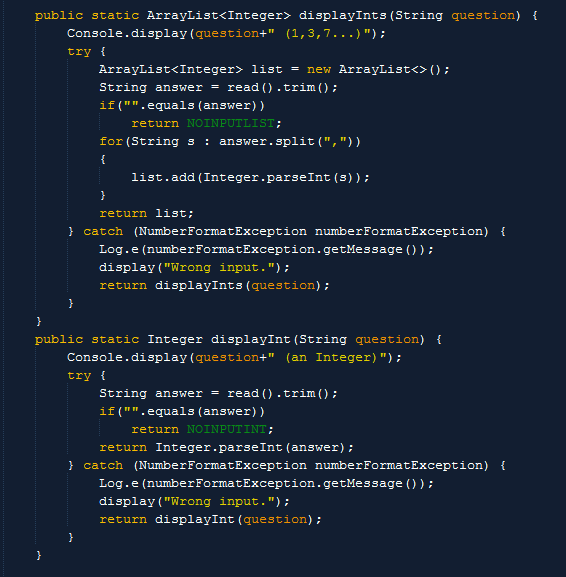 public static ArrayList<Integer> displayInts(String question) {
    Console.display(question+" (1,3,7...)");
    try {
        ArrayList<Integer> list = new ArrayList<>();
        String answer = read().trim();
        if("".equals(answer))
            return NOINPUTLIST;
        for(String s : answer.split(","))
        {
            list.add(Integer.parseInt(s));
        }
        return list;
    } catch (NumberFormatException numberFormatException) {
        Log.e(numberFormatException.getMessage());
        display("Wrong input.");
        return displayInts(question);
    }
}
public static Integer displayInt(String question) {
    Console.display(question+" (an Integer)");
    try {
        String answer = read().trim();
        if("".equals(answer))
            return NOINPUTINT;
        return Integer.parseInt(answer);
    } catch (NumberFormatException numberFormatException) {
        Log.e(numberFormatException.getMessage());
        display("Wrong input.");
        return displayInt(question);
    }
}